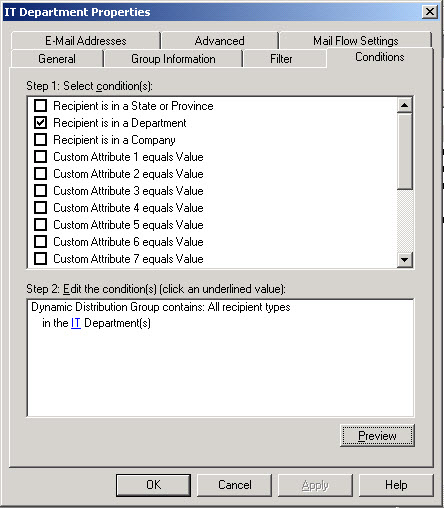 IT Department Properties
E-Mail Addresses Advanced Mail Flow Settings
General Group Information Filter Conditions
Step 1: Select condition(s):
Recipient is in a State or Province
Recipient is in a Department
Recipient is in a Company
Custom Attribute 1 equals Value
Custom Attribute 2 equals Value
Custom Attribute 3 equals Value
Custom Attribute 4 equals Value
Custom Attribute 5 equals Value
Custom Attribute 6 equals Value
Custom Attribute 7 equals Value
Step 2: Edit the condition(s) (click an underlined value):
Dynamic Distribution Group contains: All recipient types
in the IT Department(s)
Preview
OK Cancel Apply Help